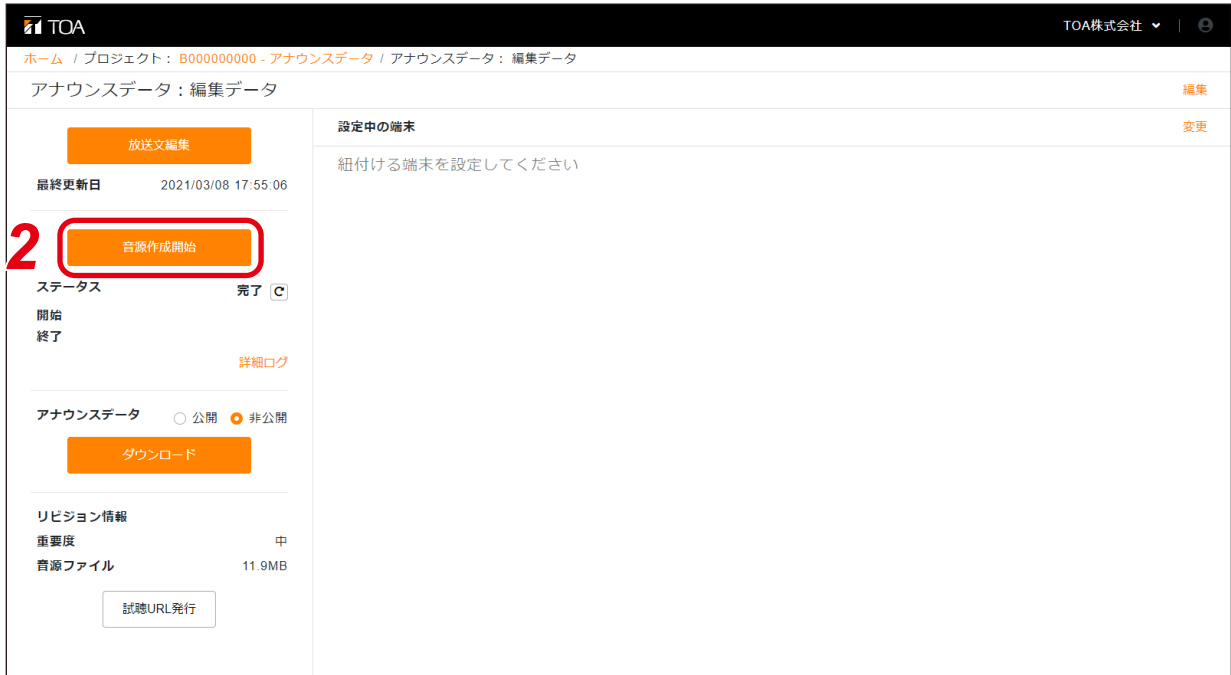 TOA
TOA株式会社
ホーム / プロジェクト： B000000000 - アナウンスデータ / アナウンスデータ： 編集データ
アナウンスデータ：編集データ
編集
放送文編集
最終更新日 2021/03/08 17:55:06
2
音源作成開始
ステータス 完了
開始
終了
詳細ログ
アナウンスデータ 公開 非公開
ダウンロード
リビジョン情報
重要度 中
音源ファイル 11.9MB
試聴URL発行
設定中の端末
変更
紐付ける端末を設定してください